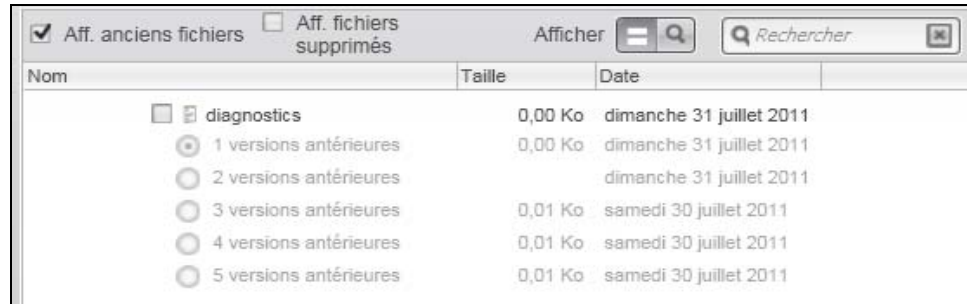 Aff. anciens fichiers Aff. fichiers supprimés Afficher Rechercher
Nom Taille Date
diagnostics 0,00 Ko dimanche 31 juillet 2011
1 versions antérieures 0,00 Ko dimanche 31 juillet 2011
2 versions antérieures dimanche 31 juillet 2011
3 versions antérieures 0,01 Ko samedi 30 juillet 2011
4 versions antérieures 0,01 Ko samedi 30 juillet 2011
5 versions antérieures 0,01 Ko samedi 30 juillet 2011